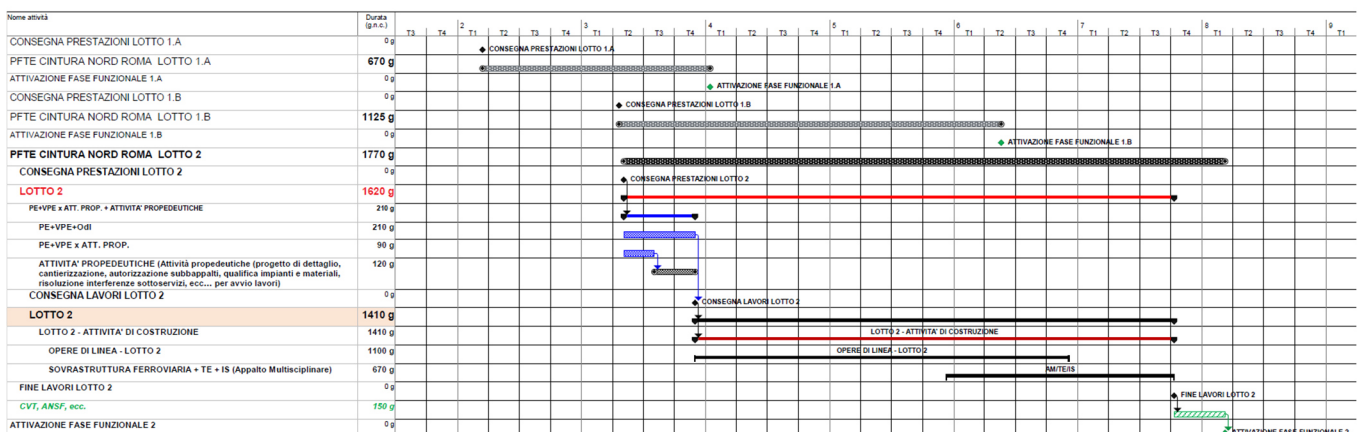 Nome attività Durata (g.n.c.) 2 3 4 5 6 7 8 9
T3 T4 T1 T2 T3 T4 T1 T2 T3 T4 T1 T2 T3 T4 T1 T2 T3 T4 T1 T2 T3 T4 T1 T2 T3 T4 T1 T2 T3 T4 T1
CONSEGNA PRESTAZIONI LOTTO 1.A 0 g CONSEGNA PRESTAZIONI LOTTO 1.A
PFTE CINTURA NORD ROMA LOTTO 1.A 670 g
ATTIVAZIONE FASE FUNZIONALE 1.A 0 g ATTIVAZIONE FASE FUNZIONALE 1.A
CONSEGNA PRESTAZIONI LOTTO 1.B 0 g CONSEGNA PRESTAZIONI LOTTO 1.B
PFTE CINTURA NORD ROMA LOTTO 1.B 1125 g
ATTIVAZIONE FASE FUNZIONALE 1.B 0 g ATTIVAZIONE FASE FUNZIONALE 1.B
PFTE CINTURA NORD ROMA LOTTO 2 1770 g
CONSEGNA PRESTAZIONI LOTTO 2 0 g CONSEGNA PRESTAZIONI LOTTO 2
LOTTO 2 1620 g
PE+VPE x ATT. PROP. + ATTIVITA' PROPEDEUTICHE 210 g
PE+VPE+OdI 210 g
PE+VPE x ATT. PROP. 90 g
ATTIVITA' PROPEDEUTICHE (Attività propedeutiche (progetto di dettaglio, 120 g
cantierizzazione, autorizzazione subbappalti, qualifica impianti e materiali,
risoluzione interferenze sottoservizi, ecc... per avvio lavori)
CONSEGNA LAVORI LOTTO 2 0 g CONSEGNA LAVORI LOTTO 2
LOTTO 2 1410 g
LOTTO 2 - ATTIVITA' DI COSTRUZIONE 1410 g LOTTO 2 - ATTIVITA' DI COSTRUZIONE
OPERE DI LINEA - LOTTO 2 1100 g OPERE DI LINEA - LOTTO 2
SOVRASTRUTTURA FERROVIARIA + TE + IS (Appalto Multisciplinare) 670 g AM/TE/IS
FINE LAVORI LOTTO 2 0 g FINE LAVORI LOTTO 2
CVT, ANSF, ecc. 150 g
ATTIVAZIONE FASE FUNZIONALE 2 0 g ATTIVAZIONE FASE FUNZIONALE 2